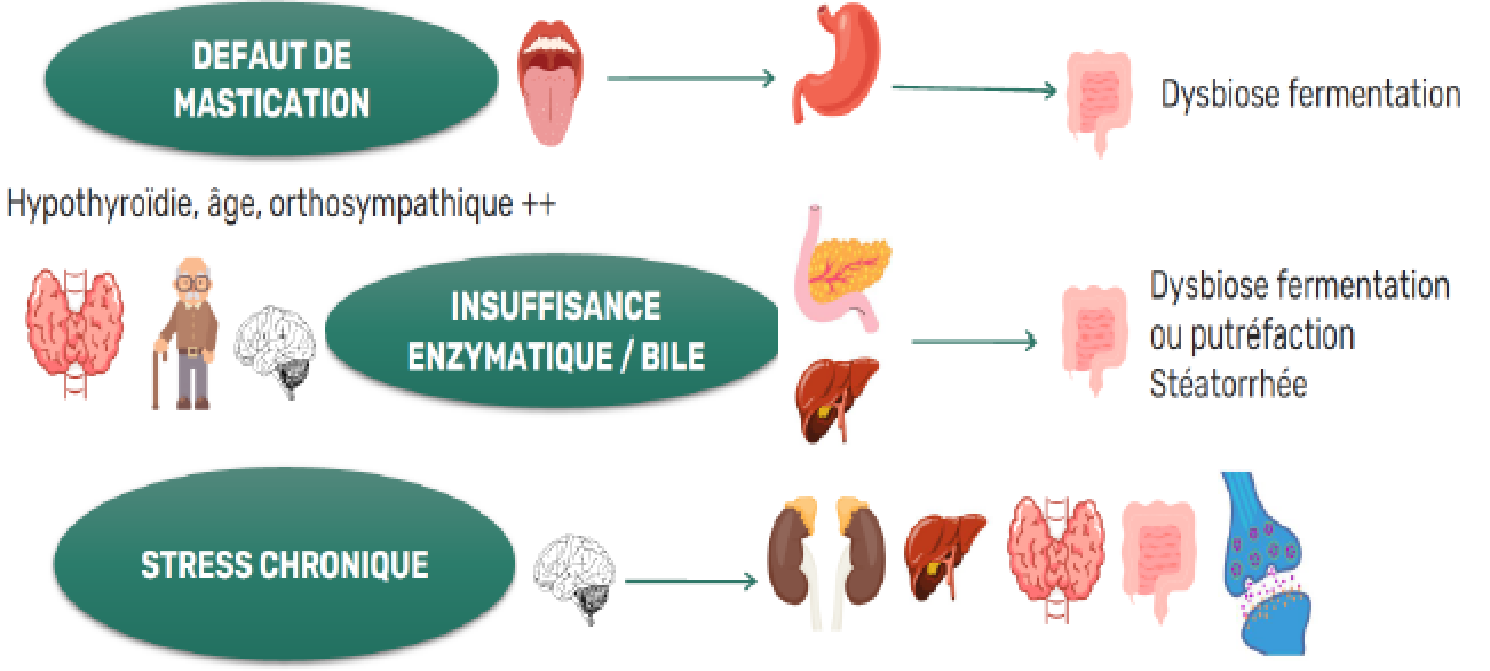 DEFAUT DE
MASTICATION
Dysbiose fermentation
Hypothyroïdie, âge, orthosympathique ++
INSUFFISANCE
ENZYMATIQUE / BILE
Dysbiose fermentation
ou putréfaction
Stéatorrhée
STRESS CHRONIQUE